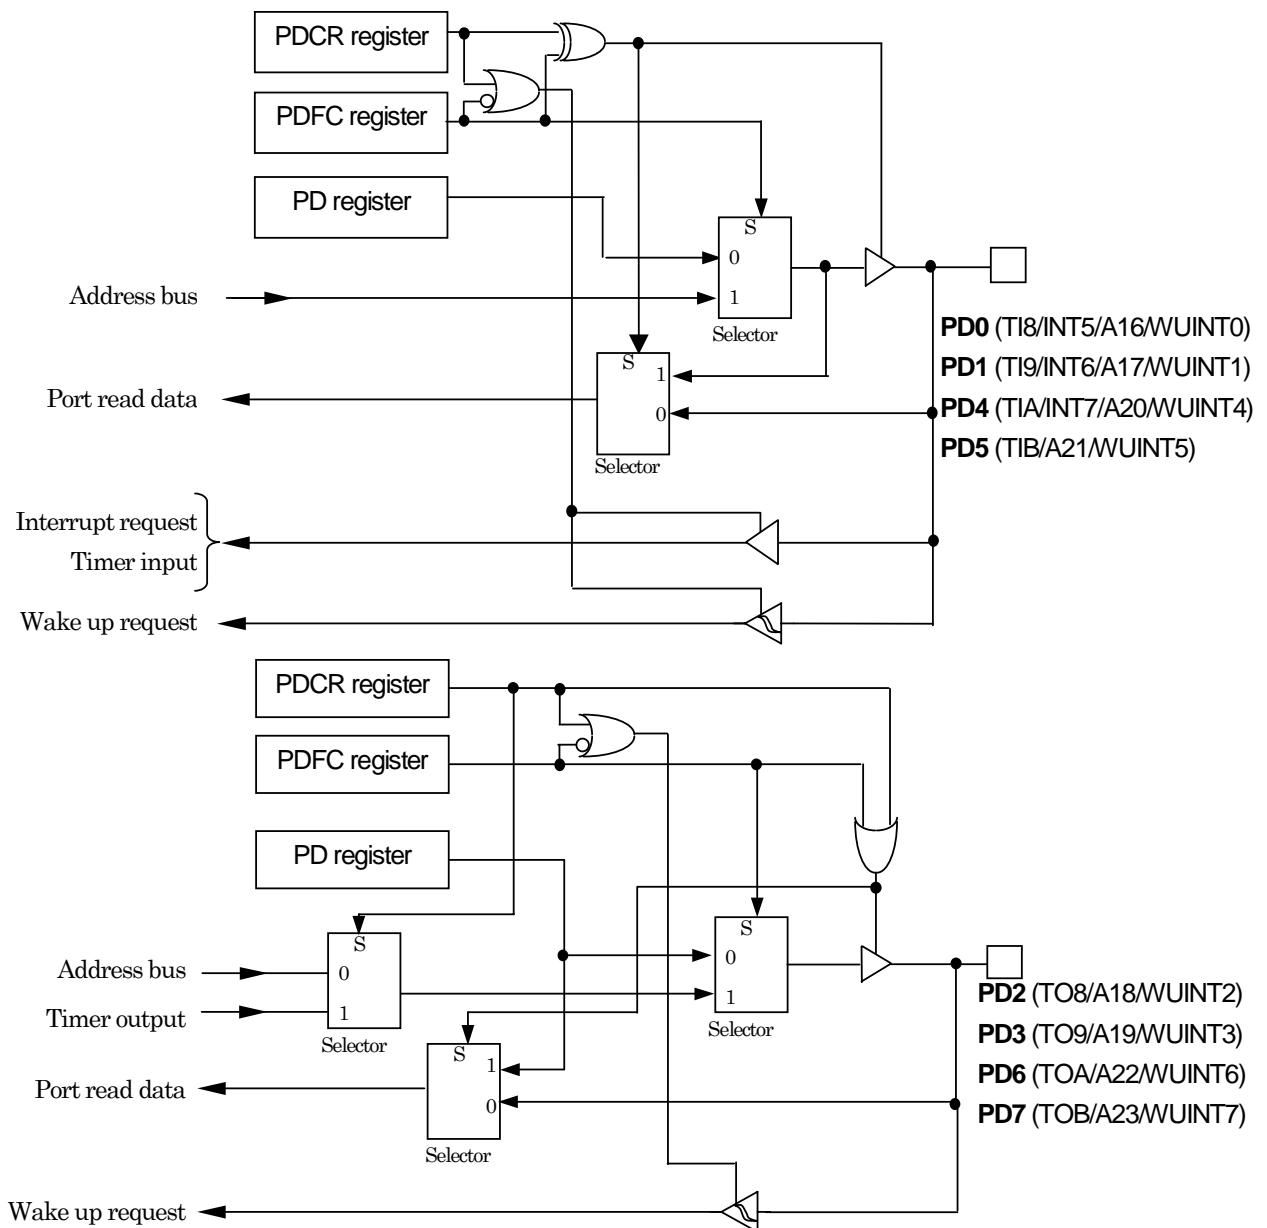 PDCR register
PDFC register
PD register
S
0
1
Selector
Address bus
PD0 (TI8/INT5/A16/WUINT0)
PD1 (TI9/INT6/A17/WUINT1)
PD4 (TIA/INT7/A20/WUINT4)
PD5 (TIB/A21/WUINT5)
S
1
0
Selector
Port read data
Interrupt request
Timer input
Wake up request
PDCR register
PDFC register
PD register
S
0
1
Selector
Address bus
Timer output
S
0
1
Selector
PD2 (TO8/A18/WUINT2)
PD3 (TO9/A19/WUINT3)
PD6 (TOA/A22/WUINT6)
PD7 (TOB/A23/WUINT7)
S
1
0
Selector
Port read data
Wake up request